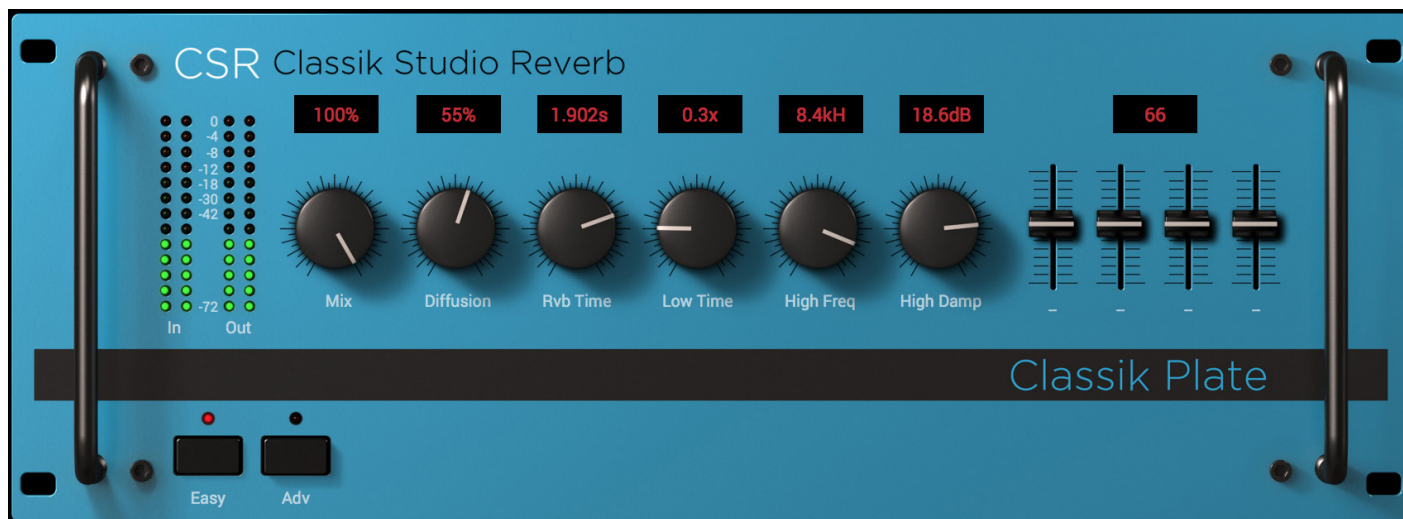 CSR Classik Studio Reverb
100% 55% 1.902s 0.3x 8.4kH 18.6dB 66
0
-4
-8
-12
-18
-30
-42
-72
In Out
Mix Diffusion Rvb Time Low Time High Freq High Damp – – – –
Classik Plate
Easy Adv